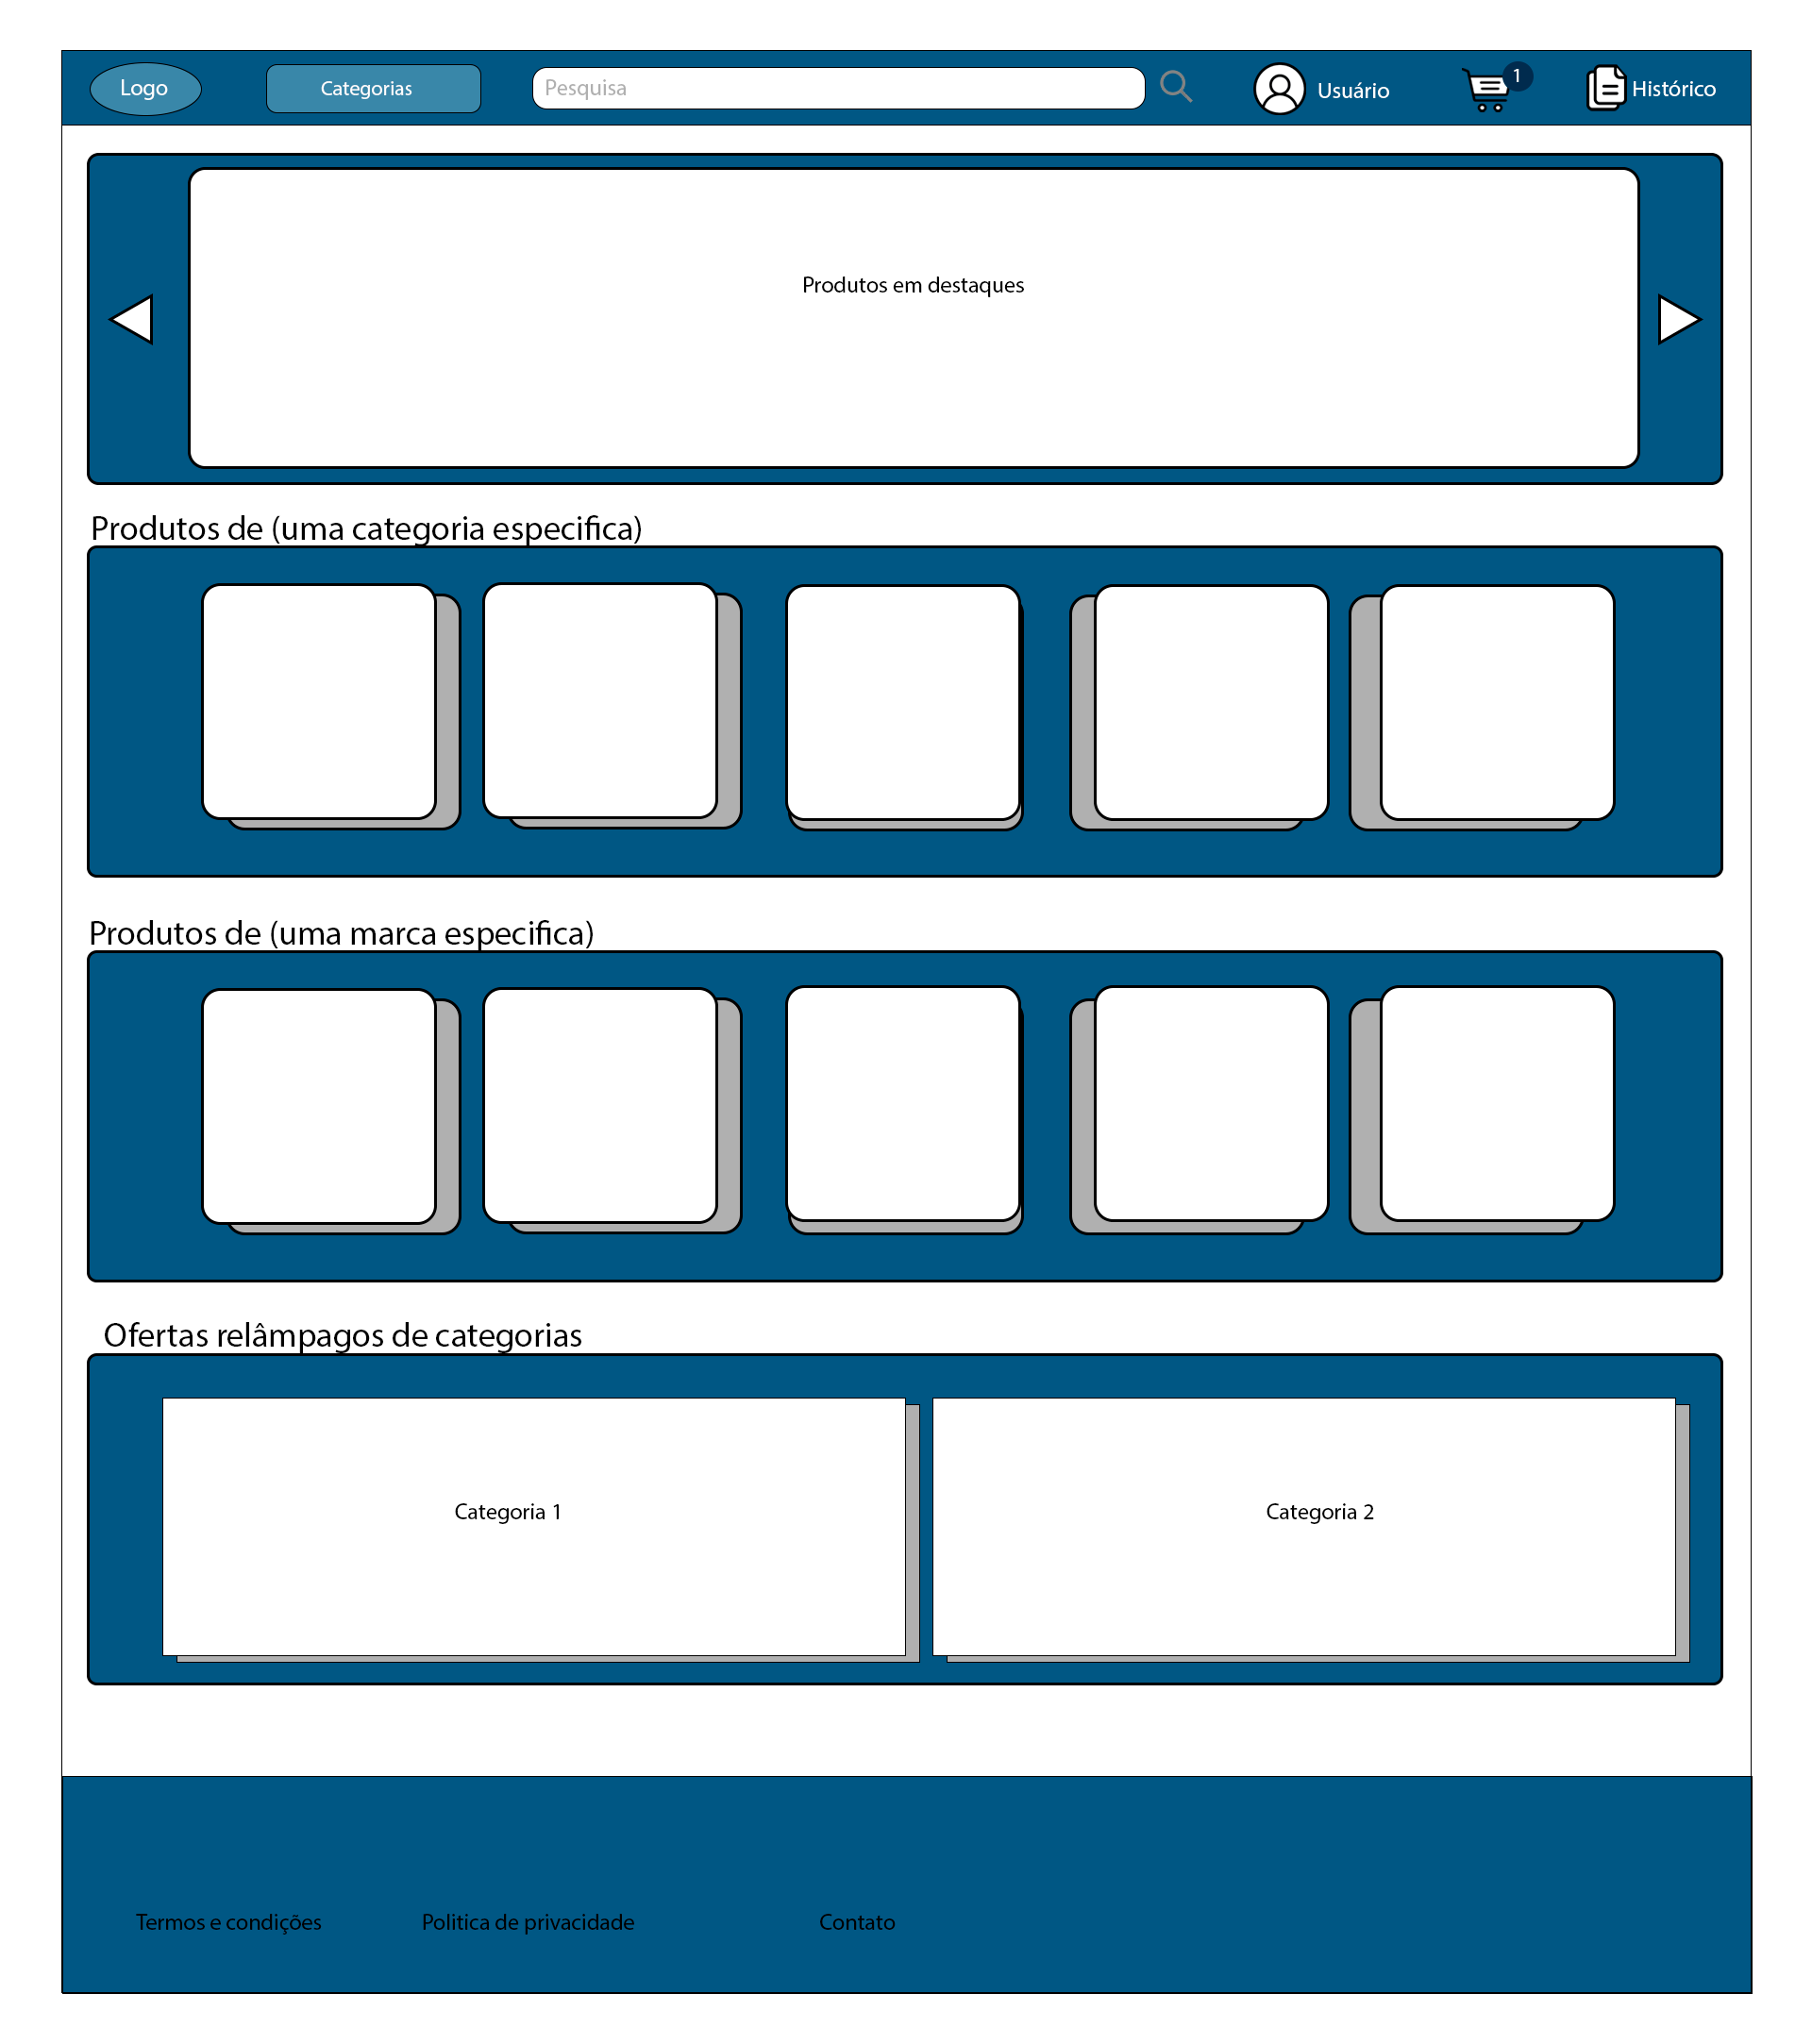 Logo
Categorias
Pesquisa
Usuário
1
Histórico
Produtos em destaques
Produtos de (uma categoria especifica)
Produtos de (uma marca especifica)
Ofertas relâmpagos de categorias
Categoria 1
Categoria 2
Termos e condições
Politica de privacidade
Contato